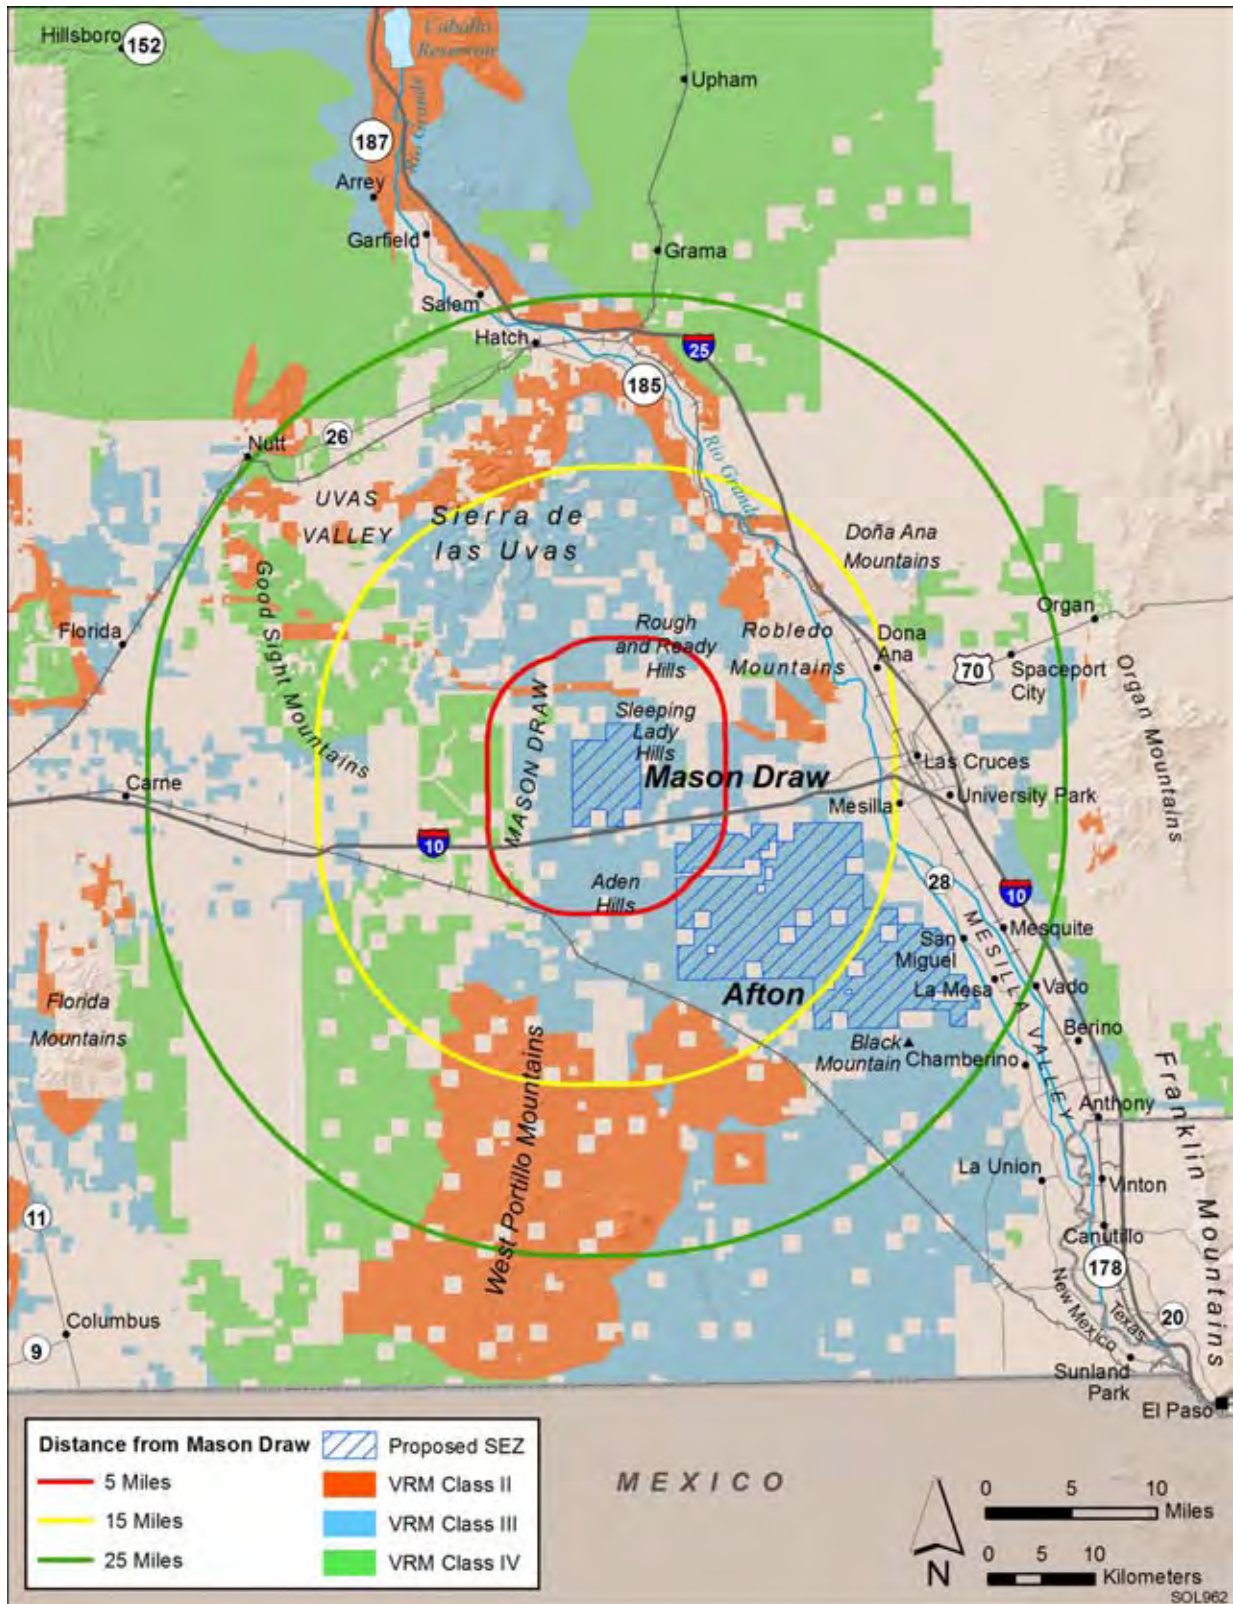 Hillsboro
152
Caballo
Reservoir
Upham
Rio Grande
187
Arrey
Garfield
Grama
Salem
Hatch
25
185
Nutt
26
Rio Grande
UVAS
VALLEY
Sierra de
las Uvas
Doña Ana
Mountains
Good Sight Mountains
Florida
Rough
and Ready
Hills
Robledo
Mountains
Dona
Ana
Organ
70
Spaceport
City
Organ Mountains
MASON DRAW
Sleeping
Lady
Hills
Mason Draw
Las Cruces
Carne
Mesilla
University Park
10
Aden
Hills
28
10
MESILLA VALLEY
Mesquite
San
Miguel
La Mesa
Vado
Florida
Mountains
Afton
West Portillo Mountains
Black
Mountain
Berino
Chamberino
Franklin Mountains
Anthony
La Union
Vinton
11
Canutillo
178
New Mexico
Texas
20
Columbus
9
Sunland
Park
El Paso
MEXICO
Distance from Mason Draw
5 Miles
15 Miles
25 Miles
Proposed SEZ
VRM Class II
VRM Class III
VRM Class IV
N
0 5 10
Miles
0 5 10
Kilometers
SOL962